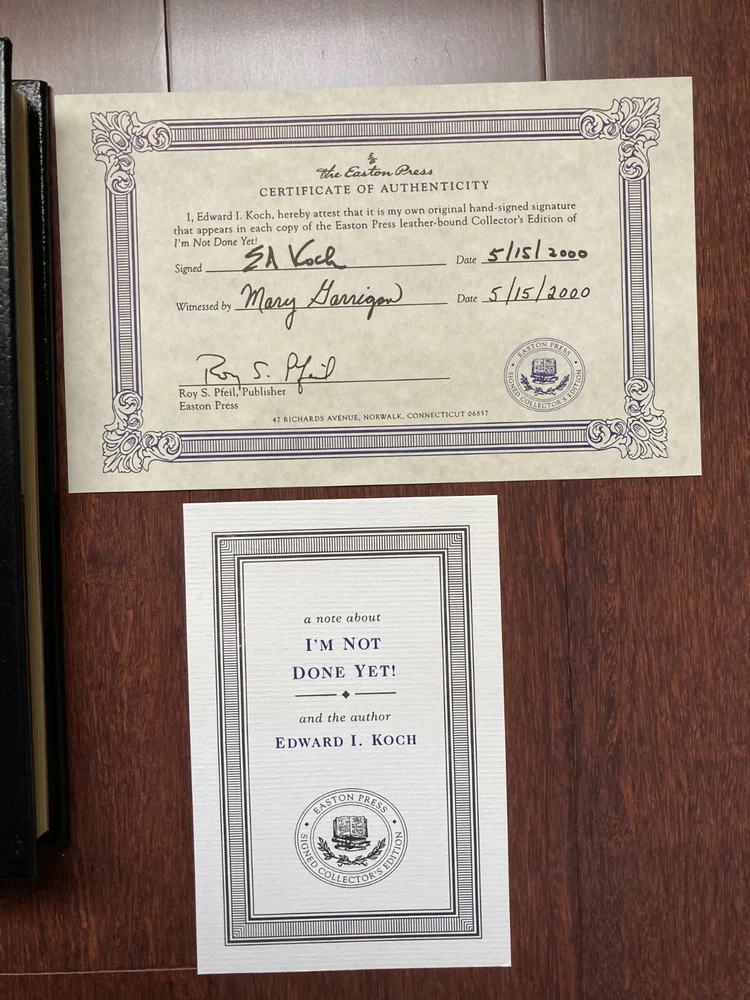 The Easton Press
CERTIFICATE OF AUTHENTICITY
I, Edward I. Koch, hereby attest that it is my own original hand-signed signature
that appears in each copy of the Easton Press leather-bound Collector's Edition of
I'm Not Done Yet!
Signed Ed Koch Date 5/15/2000
Witnessed by Mary Garrigan Date 5/15/2000
Roy S. Pfeil
Roy S. Pfeil, Publisher
Easton Press
EASTON PRESS
SIGNED COLLECTOR'S EDITION
47 RICHARDS AVENUE, NORWALK, CONNECTICUT 06857
a note about
I'M NOT
DONE YET!
and the author
EDWARD I. KOCH
EASTON PRESS
SIGNED COLLECTOR'S EDITION